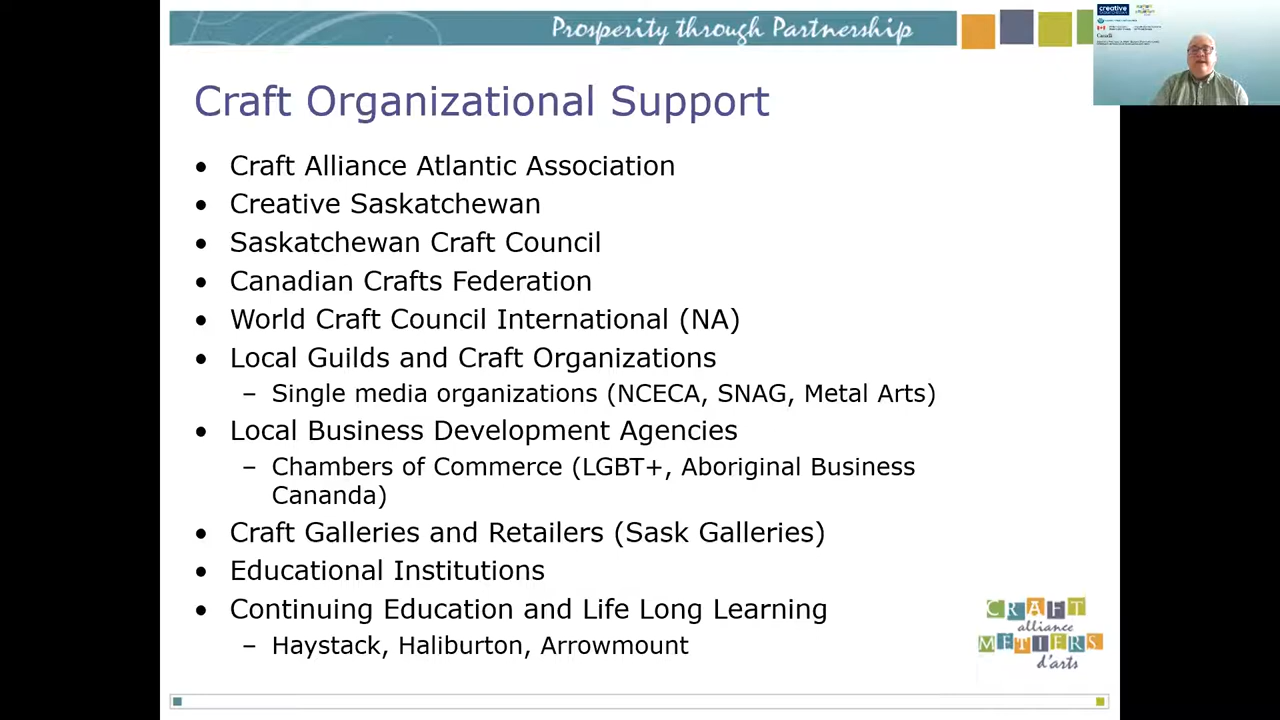 Prosperity through Partnership
creative
Canada
Craft Organizational Support
• Craft Alliance Atlantic Association
• Creative Saskatchewan
• Saskatchewan Craft Council
• Canadian Crafts Federation
• World Craft Council International (NA)
• Local Guilds and Craft Organizations
– Single media organizations (NCECA, SNAG, Metal Arts)
• Local Business Development Agencies
– Chambers of Commerce (LGBT+, Aboriginal Business
Cananda)
• Craft Galleries and Retailers (Sask Galleries)
• Educational Institutions
• Continuing Education and Life Long Learning
– Haystack, Haliburton, Arrowmount
CRAFT
alliance
METIERS
d'arts